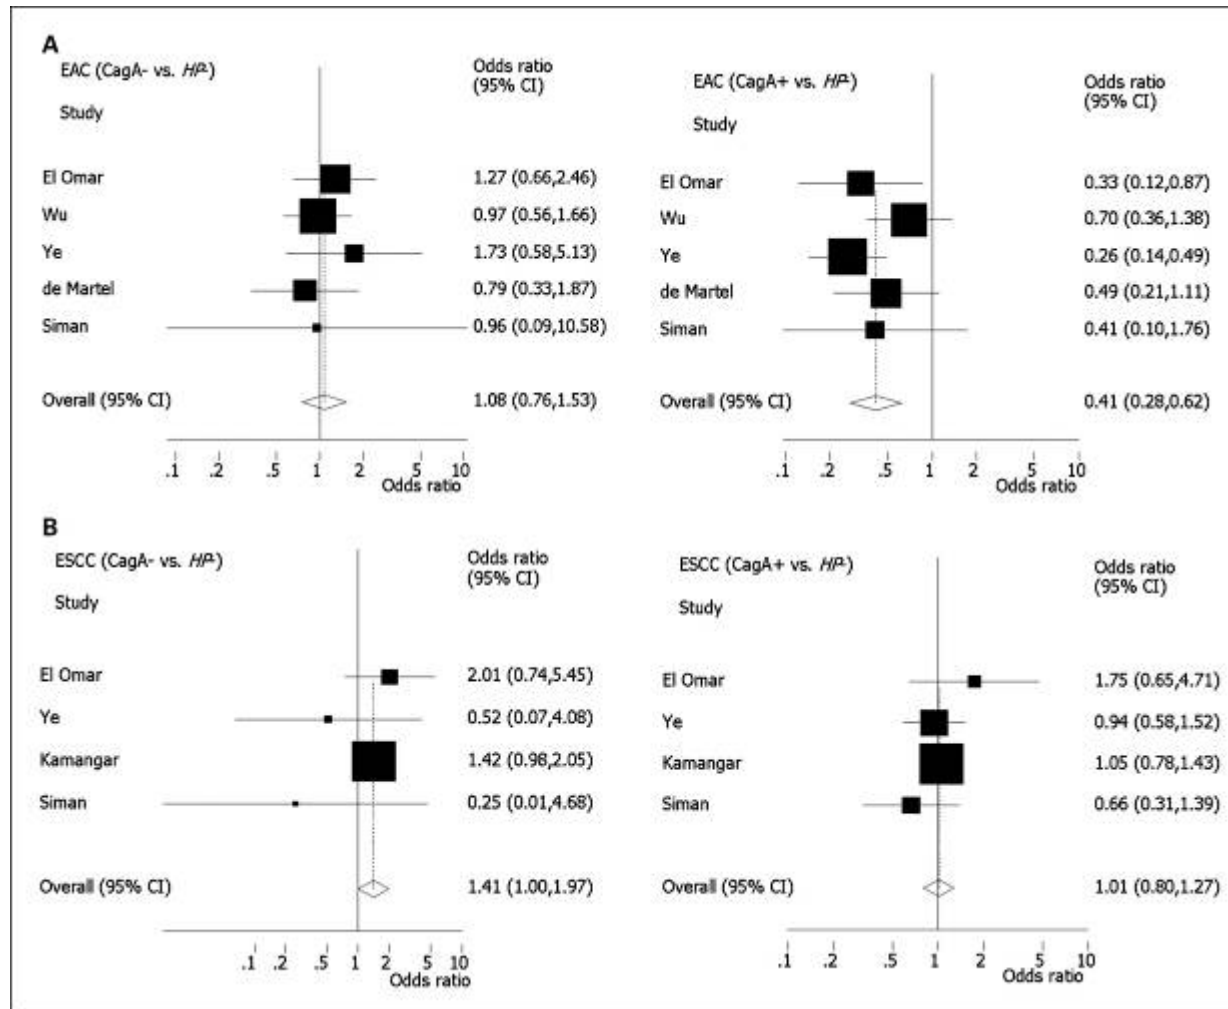 A
EAC (CagA- vs. HP-)
Odds ratio
(95% CI)
Study
El Omar 1.27 (0.66,2.46)
Wu 0.97 (0.56,1.66)
Ye 1.73 (0.58,5.13)
de Martel 0.79 (0.33,1.87)
Siman 0.96 (0.09,10.58)
Overall (95% CI) 1.08 (0.76,1.53)
.1 .2 .5 1 2 5 10
Odds ratio
EAC (CagA+ vs. HP-)
Odds ratio
(95% CI)
Study
El Omar 0.33 (0.12,0.87)
Wu 0.70 (0.36,1.38)
Ye 0.26 (0.14,0.49)
de Martel 0.49 (0.21,1.11)
Siman 0.41 (0.10,1.76)
Overall (95% CI) 0.41 (0.28,0.62)
.1 .2 .5 1 2 5 10
Odds ratio
B
ESCC (CagA- vs. HP-)
Odds ratio
(95% CI)
Study
El Omar 2.01 (0.74,5.45)
Ye 0.52 (0.07,4.08)
Kamangar 1.42 (0.98,2.05)
Siman 0.25 (0.01,4.68)
Overall (95% CI) 1.41 (1.00,1.97)
.1 .2 .5 1 2 5 10
Odds ratio
ESCC (CagA+ vs. HP-)
Odds ratio
(95% CI)
Study
El Omar 1.75 (0.65,4.71)
Ye 0.94 (0.58,1.52)
Kamangar 1.05 (0.78,1.43)
Siman 0.66 (0.31,1.39)
Overall (95% CI) 1.01 (0.80,1.27)
.1 .2 .5 1 2 5 10
Odds ratio